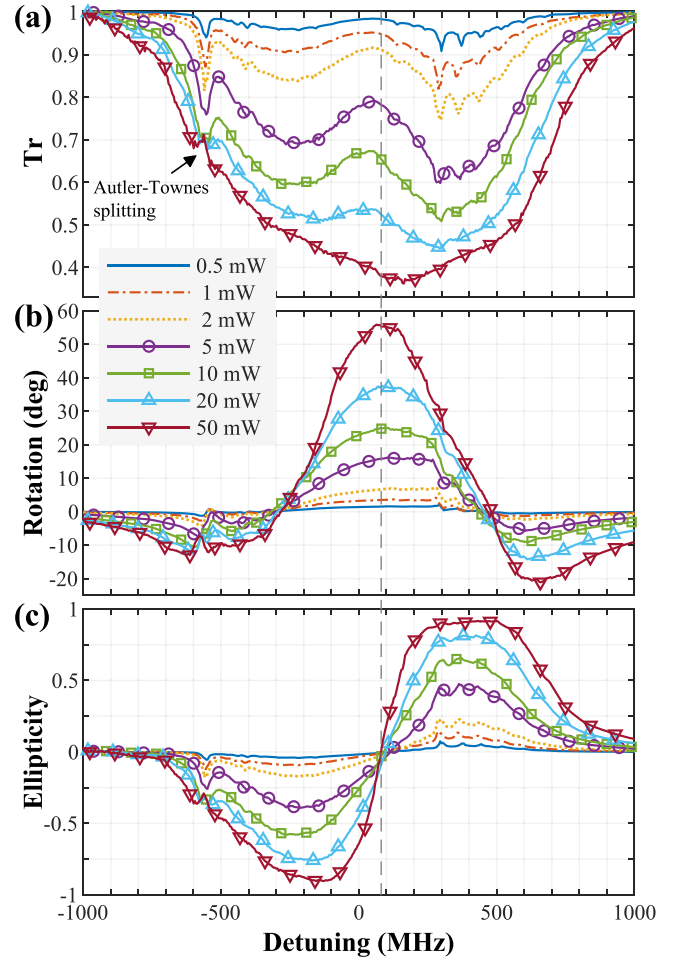 (a)
1
0.9
0.8
0.7
0.6
0.5
0.4
Tr
Autler-Townes
splitting
0.5 mW
1 mW
2 mW
5 mW
10 mW
20 mW
50 mW
(b)
60
50
40
30
20
10
0
-10
-20
Rotation (deg)
(c)
1
0.5
0
-0.5
-1
Ellipticity
-1000 -500 0 500 1000
Detuning (MHz)